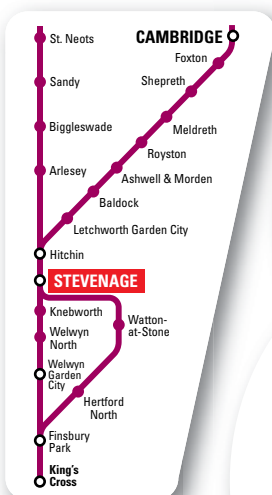 St. Neots
CAMBRIDGE
Foxton
Sandy
Shepreth
Biggleswade
Meldreth
Royston
Arlesey
Ashwell & Morden
Baldock
Letchworth Garden City
Hitchin
STEVENAGE
Knebworth
Watton-
at-Stone
Welwyn
North
Welwyn
Garden
City
Hertford
North
Finsbury
Park
King's
Cross